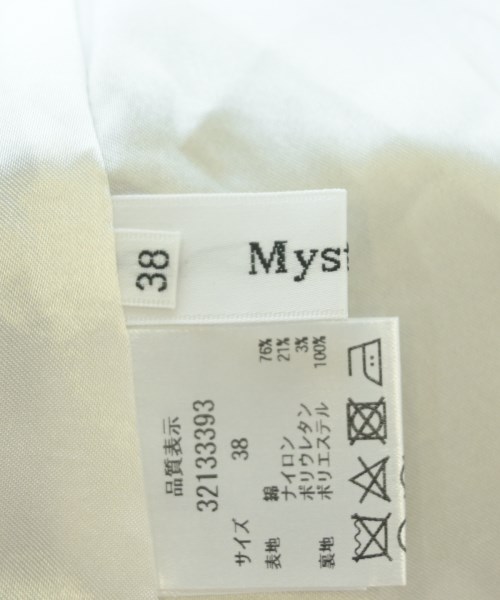 38
Myst
品質表示
32133393
サイズ 38
表地 綿 76%
ナイロン 21%
ポリウレタン 3%
裏地 ポリエステル 100%